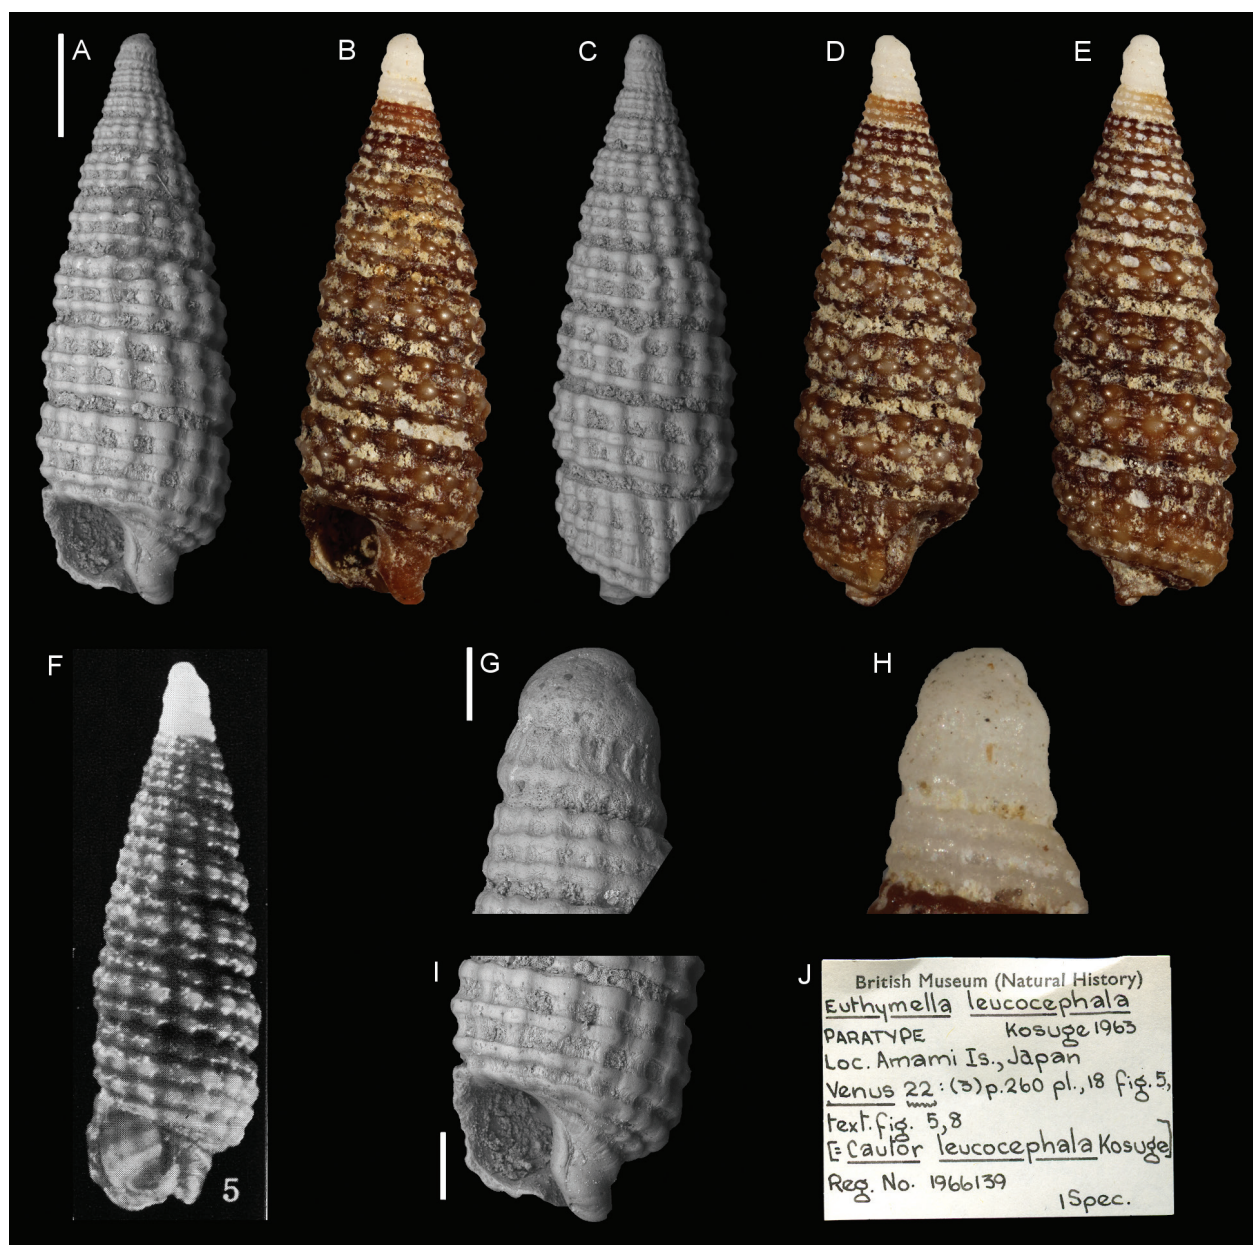 A
B
C
D
E
F
5
G
H
I
J
British Museum (Natural History)
Euthymella leucocephala
PARATYPE Kosuge 1963
Loc. Amami Is., Japan
Venus 22 : (3) p. 260 pl., 18 fig. 5,
text. fig. 5, 8
[= Cautor leucocephala Kosuge]
Reg. No. 1966139
1 Spec.